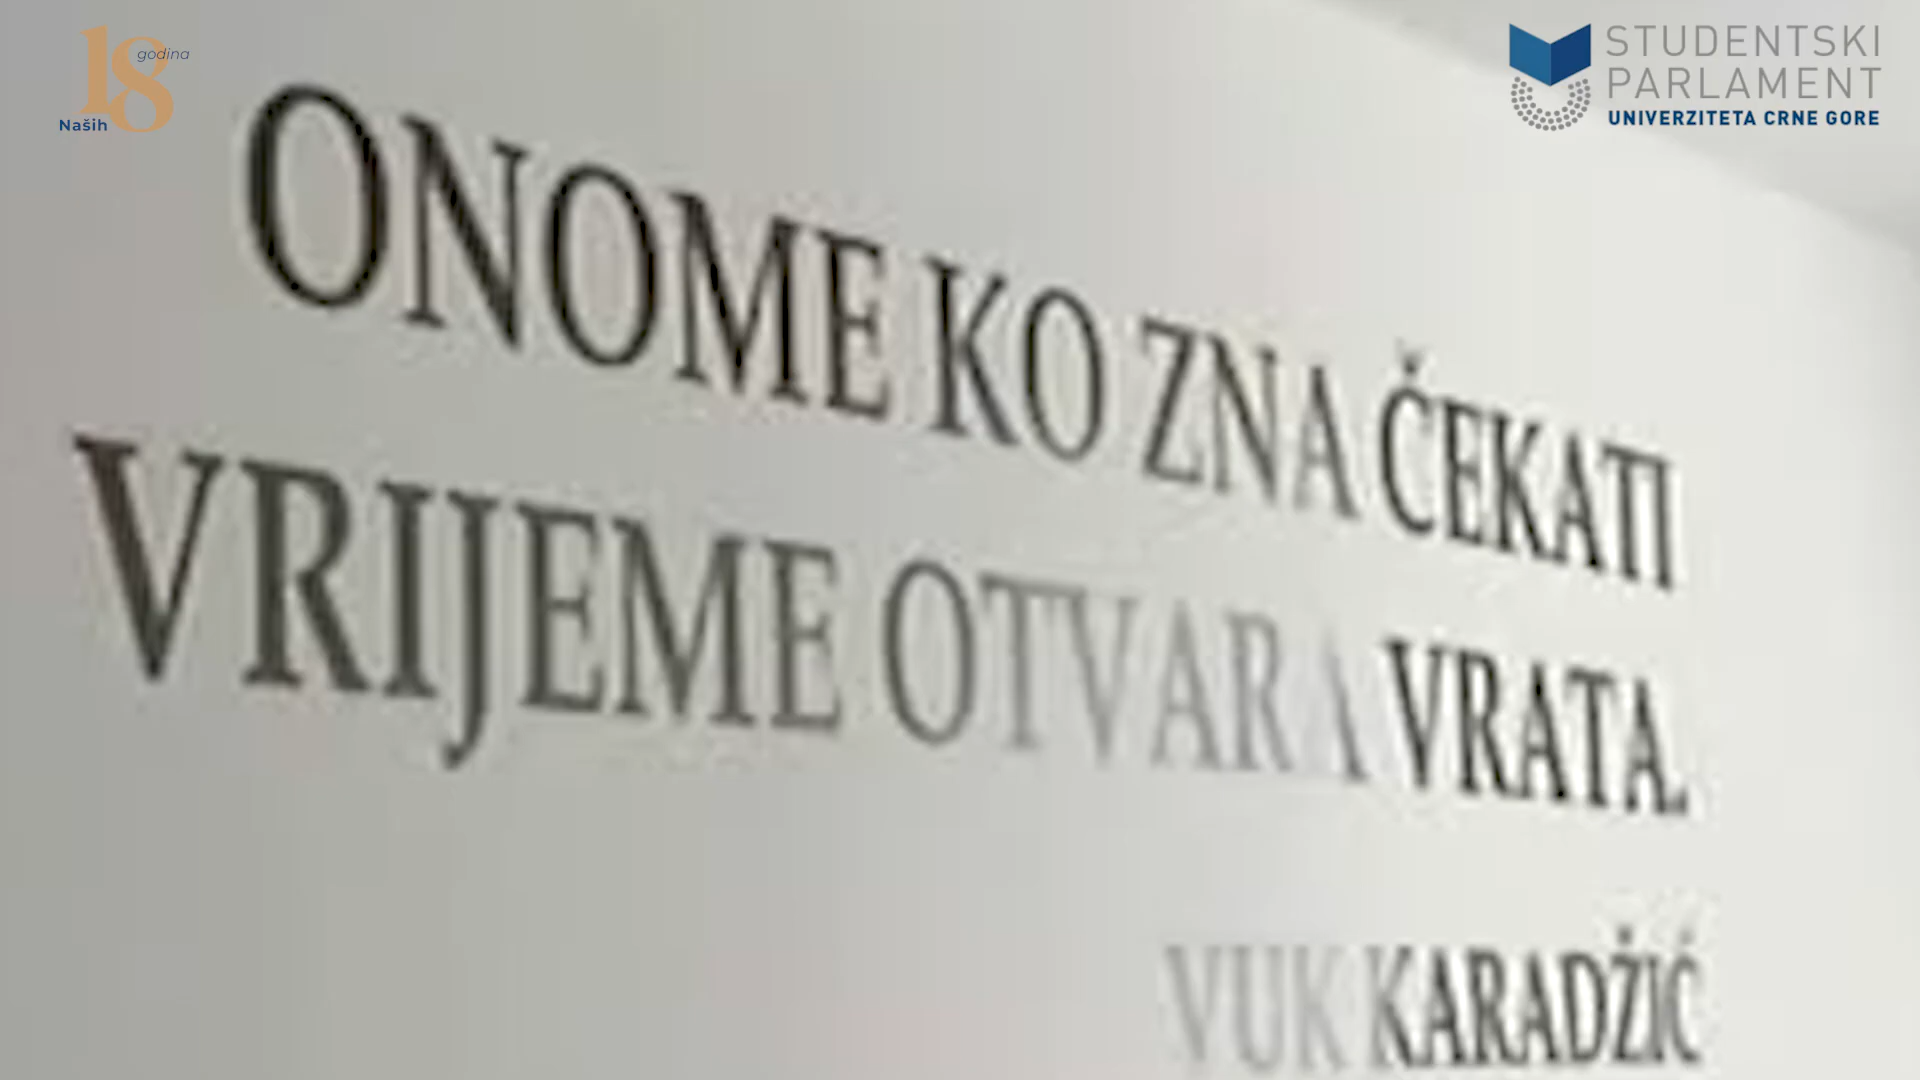 Naših 18 godina
STUDENTSKI
PARLAMENT
UNIVERZITETA CRNE GORE
ONOME KO ZNA ČEKATI
VRIJEME OTVARA VRATA.
VUK KARADŽIĆ